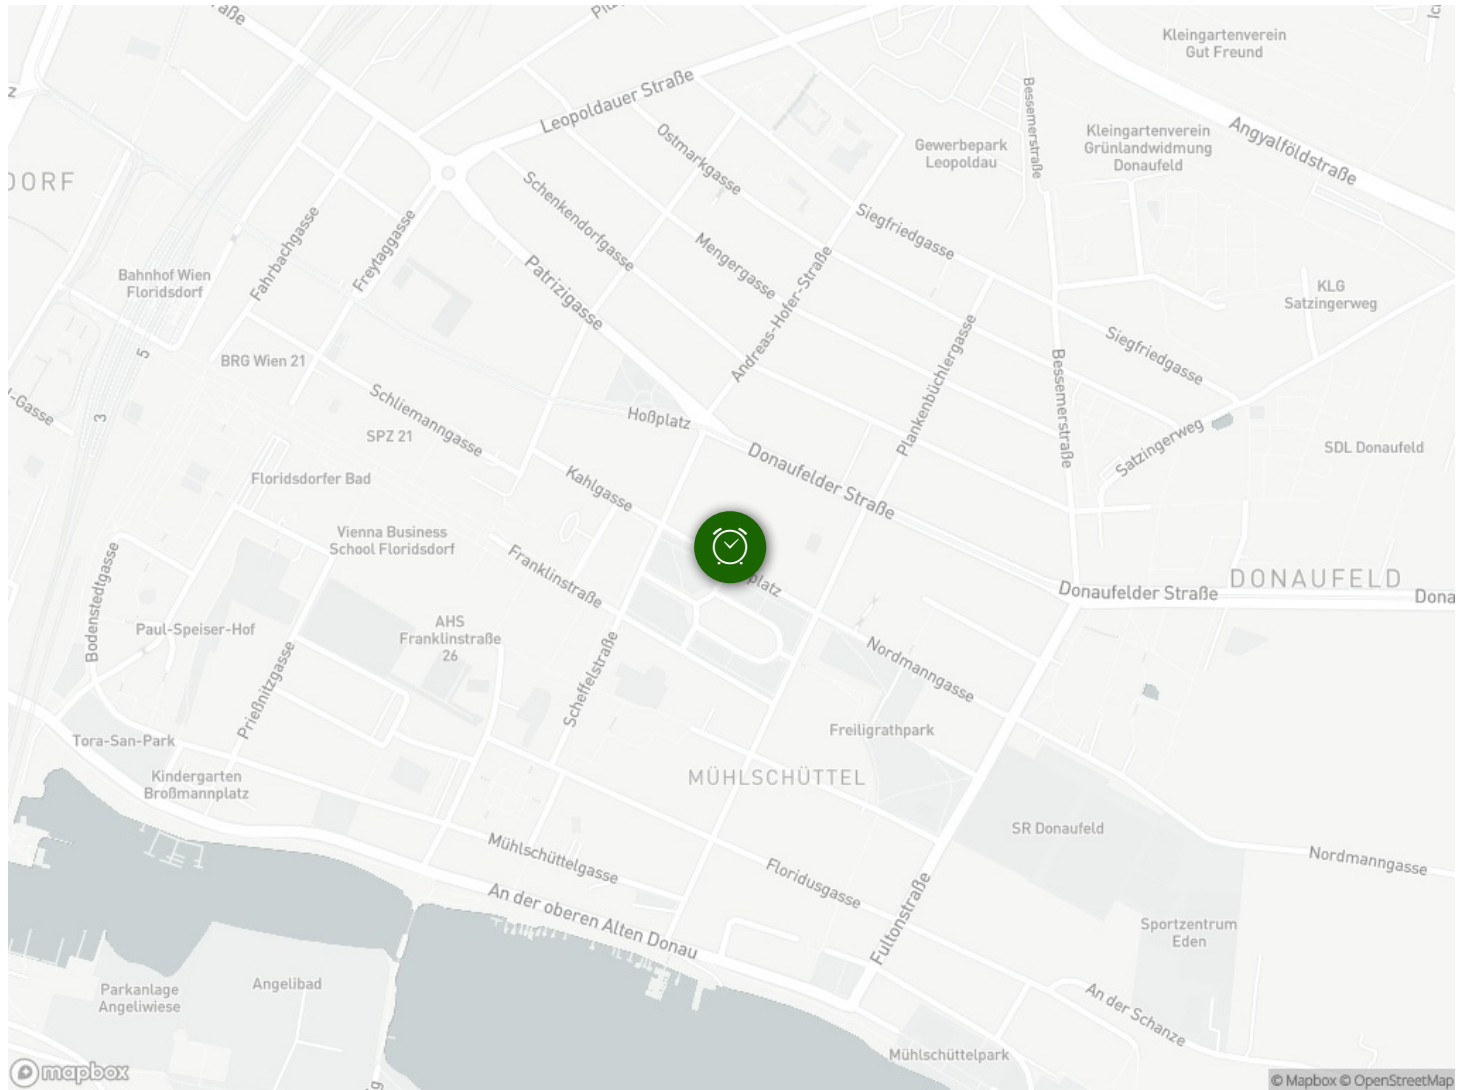 Kleingartenverein
Gut Freund
Leopoldauer Straße
Bessemerstraße
Angyalföldstraße
Ostmarkgasse
Gewerbepark
Leopoldau
Kleingartenverein
Grünlandwidmung
Donaufeld
DORF
Schenkendorfgasse
Siegfriedgasse
Fahrbachgasse
Freytaggasse
Mengergasse
Bahnhof Wien
Floridsdorf
Patrizigasse
Andreas-Hofer-Straße
KLG
Satzingerweg
5
BRG Wien 21
Plankenbüchlergasse
Siegfriedgasse
Bessemerstraße
-Gasse
3
Schliemanngasse
Hoßplatz
SPZ 21
Satzingerweg
SDL Donaufeld
Donaufelder Straße
Floridsdorfer Bad
Kahlgasse
Vienna Business
School Floridsdorf
Franklinstraße
platz
DONAUFELD
Donaufelder Straße
Dona
Bodenstedtgasse
Paul-Speiser-Hof
AHS
Franklinstraße
26
Nordmanngasse
Scheffelstraße
Prießnitzgasse
Freiligrathpark
Tora-San-Park
Kindergarten
Broßmannplatz
MÜHLSCHÜTTEL
SR Donaufeld
Mühlschüttelgasse
Nordmanngasse
Floridusgasse
An der oberen Alten Donau
Fultonstraße
Sportzentrum
Eden
Angelibad
Parkanlage
Angeliwiese
An der Schanze
Mühlschüttelpark
mapbox
© Mapbox © OpenStreetMap